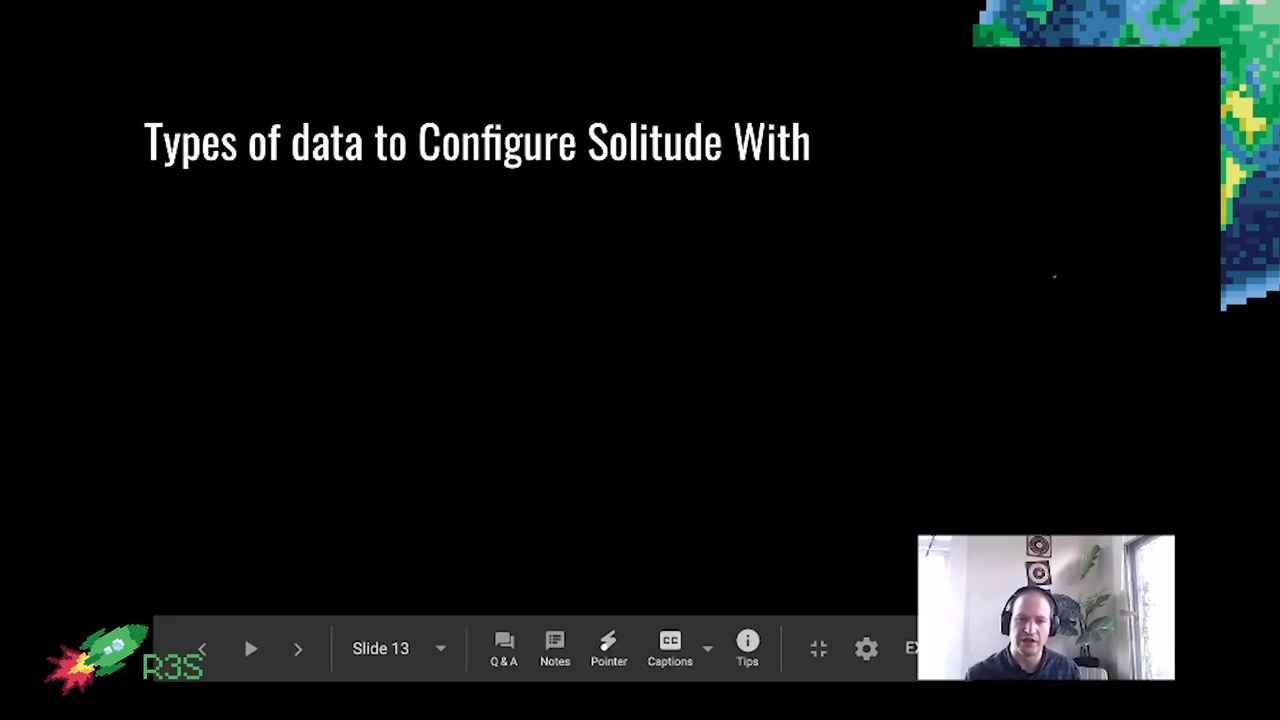 Types of data to Configure Solitude With
R3S
Slide 13
Q & A
Notes
Pointer
CC
Captions
Tips